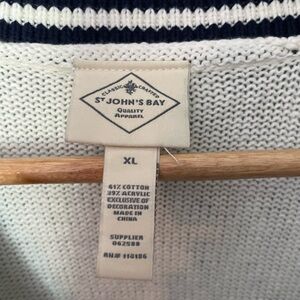 CLASSIC CRAFTED
ST JOHN'S BAY
QUALITY
APPAREL
XL
61% COTTON
39% ACRYLIC
EXCLUSIVE OF
DECORATION
MADE IN
CHINA
SUPPLIER
062588
RN# 118186